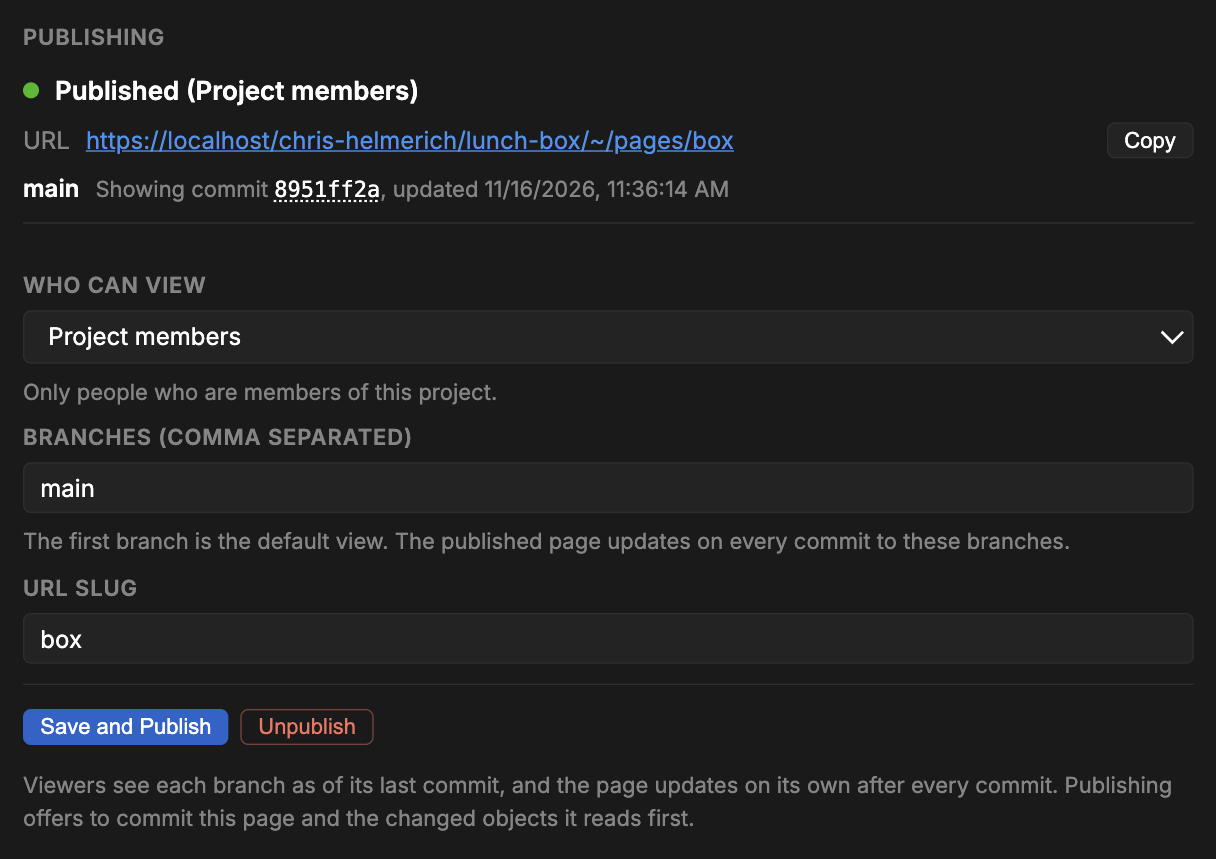 PUBLISHING
Published (Project members)
URL https://localhost/chris-helmerich/lunch-box/~/pages/box
Copy
main Showing commit 8951ff2a, updated 11/16/2026, 11:36:14 AM
WHO CAN VIEW
Project members
Only people who are members of this project.
BRANCHES (COMMA SEPARATED)
main
The first branch is the default view. The published page updates on every commit to these branches.
URL SLUG
box
Save and Publish
Unpublish
Viewers see each branch as of its last commit, and the page updates on its own after every commit. Publishing
offers to commit this page and the changed objects it reads first.